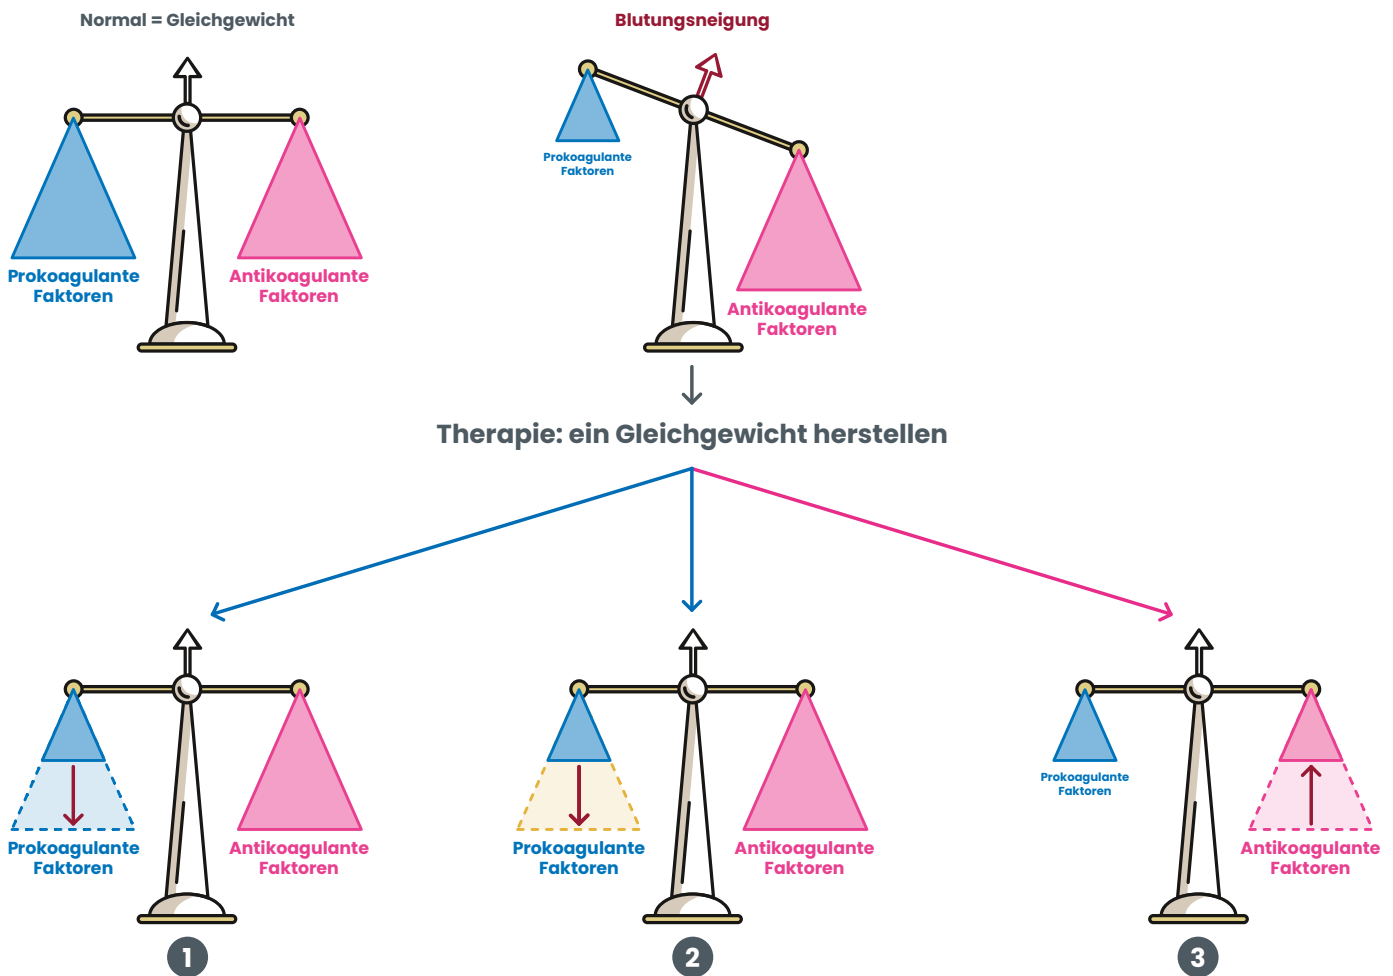 Normal = Gleichgewicht
Blutungsneigung
Prokoagulante
Faktoren
Antikoagulante
Faktoren
Prokoagulante
Faktoren
Antikoagulante
Faktoren
Therapie: ein Gleichgewicht herstellen
Prokoagulante
Faktoren
Antikoagulante
Faktoren
1
Prokoagulante
Faktoren
Antikoagulante
Faktoren
2
Prokoagulante
Faktoren
Antikoagulante
Faktoren
3